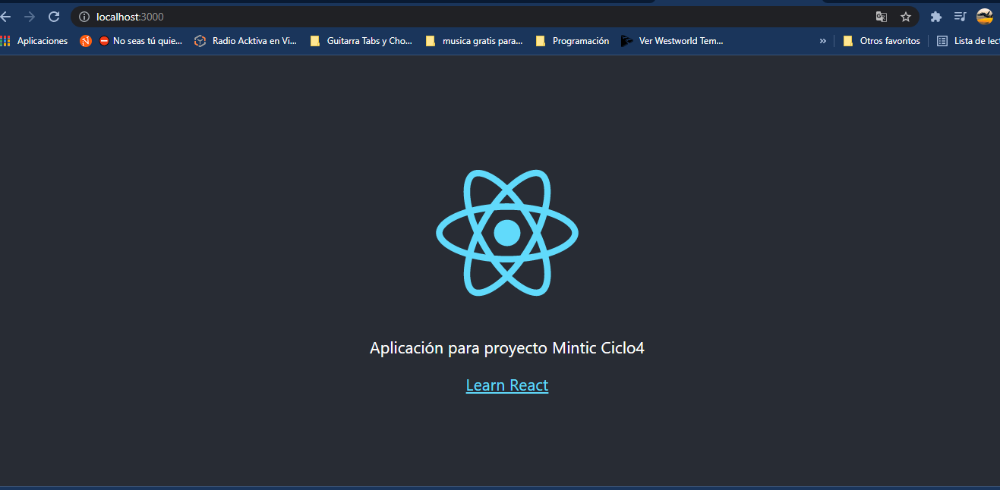 localhost:3000
Aplicaciones
No seas tú quie...
Radio Acktiva en Vi...
Guitarra Tabs y Cho...
musica gratis para...
Programación
Ver Westworld Tem...
»
Otros favoritos
Lista de lec
Aplicación para proyecto Mintic Ciclo4
Learn React